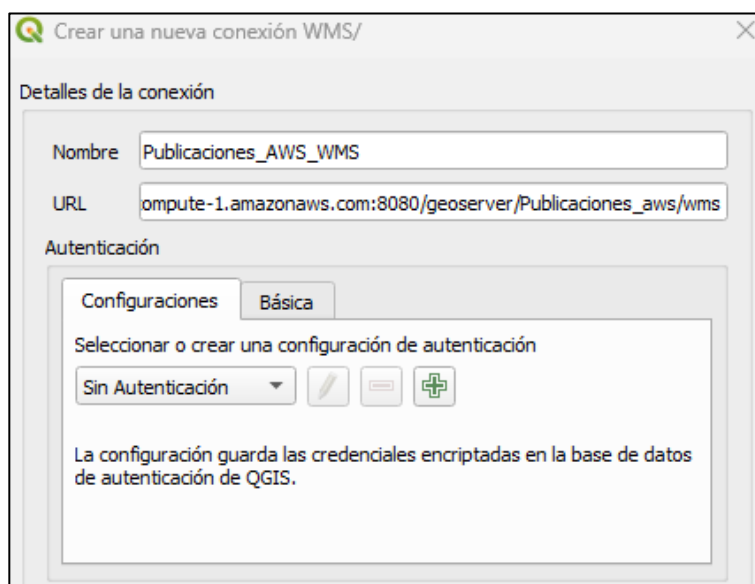 Crear una nueva conexión WMS/
Detalles de la conexión
Nombre Publicaciones_AWS_WMS
URL ompute-1.amazonaws.com:8080/geoserver/Publicaciones_aws/wms
Autenticación
Configuraciones Básica
Seleccionar o crear una configuración de autenticación
Sin Autenticación
La configuración guarda las credenciales encriptadas en la base de datos
de autenticación de QGIS.